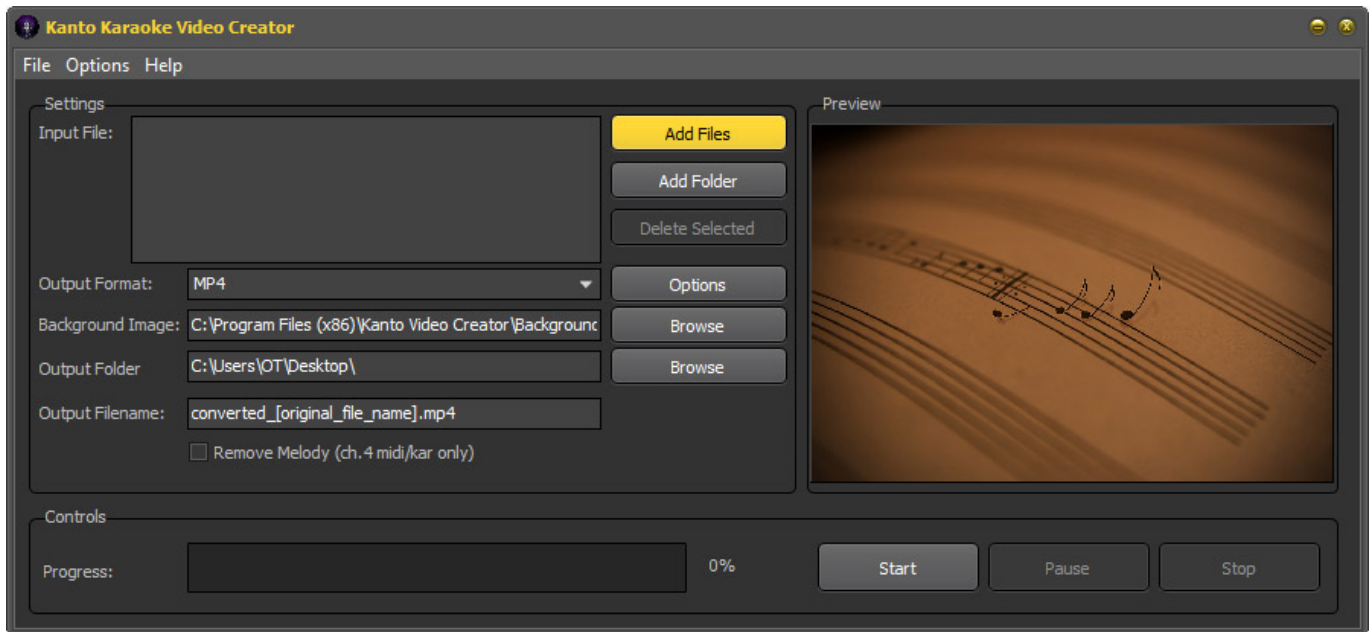 Kanto Karaoke Video Creator
File Options Help
Settings
Input File:
Add Files
Add Folder
Delete Selected
Output Format: MP4 Options
Background Image: C:\Program Files (x86)\Kanto Video Creator\Background Browse
Output Folder C:\Users\OT\Desktop\ Browse
Output Filename: converted_[original_file_name].mp4
Remove Melody (ch.4 midi/kar only)
Preview
Controls
Progress: 0% Start Pause Stop